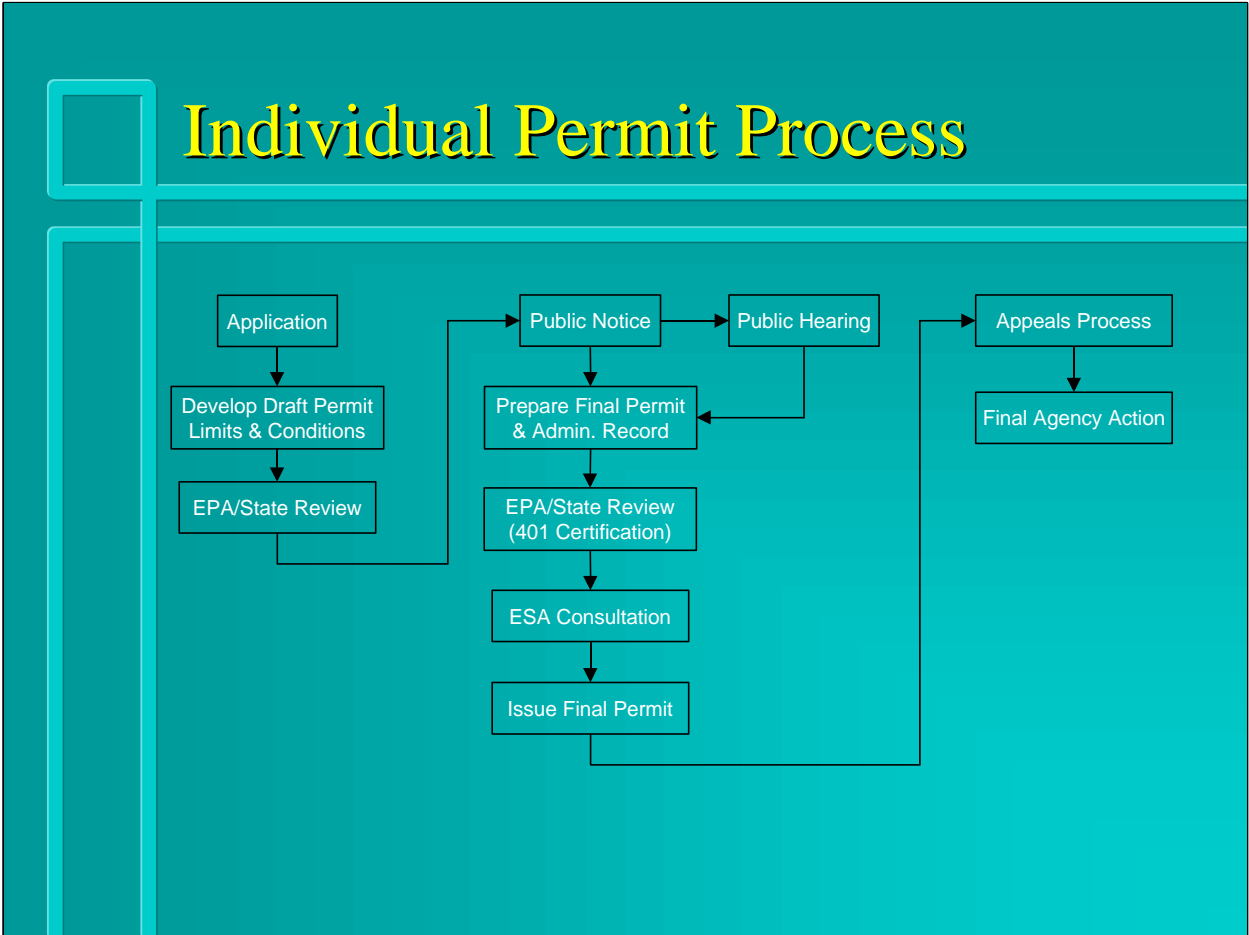 Individual Permit Process
Application
Develop Draft Permit
Limits & Conditions
EPA/State Review
Public Notice
Public Hearing
Prepare Final Permit
& Admin. Record
EPA/State Review
(401 Certification)
ESA Consultation
Issue Final Permit
Appeals Process
Final Agency Action